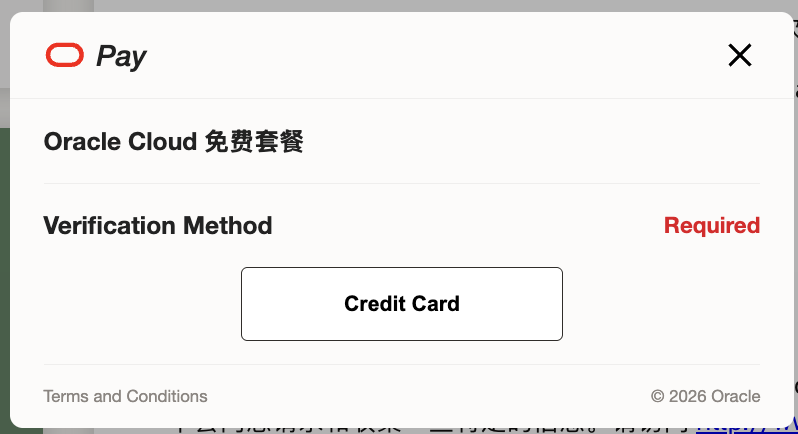 Pay
Oracle Cloud 免费套餐
Verification Method
Required
Credit Card
Terms and Conditions
© 2026 Oracle